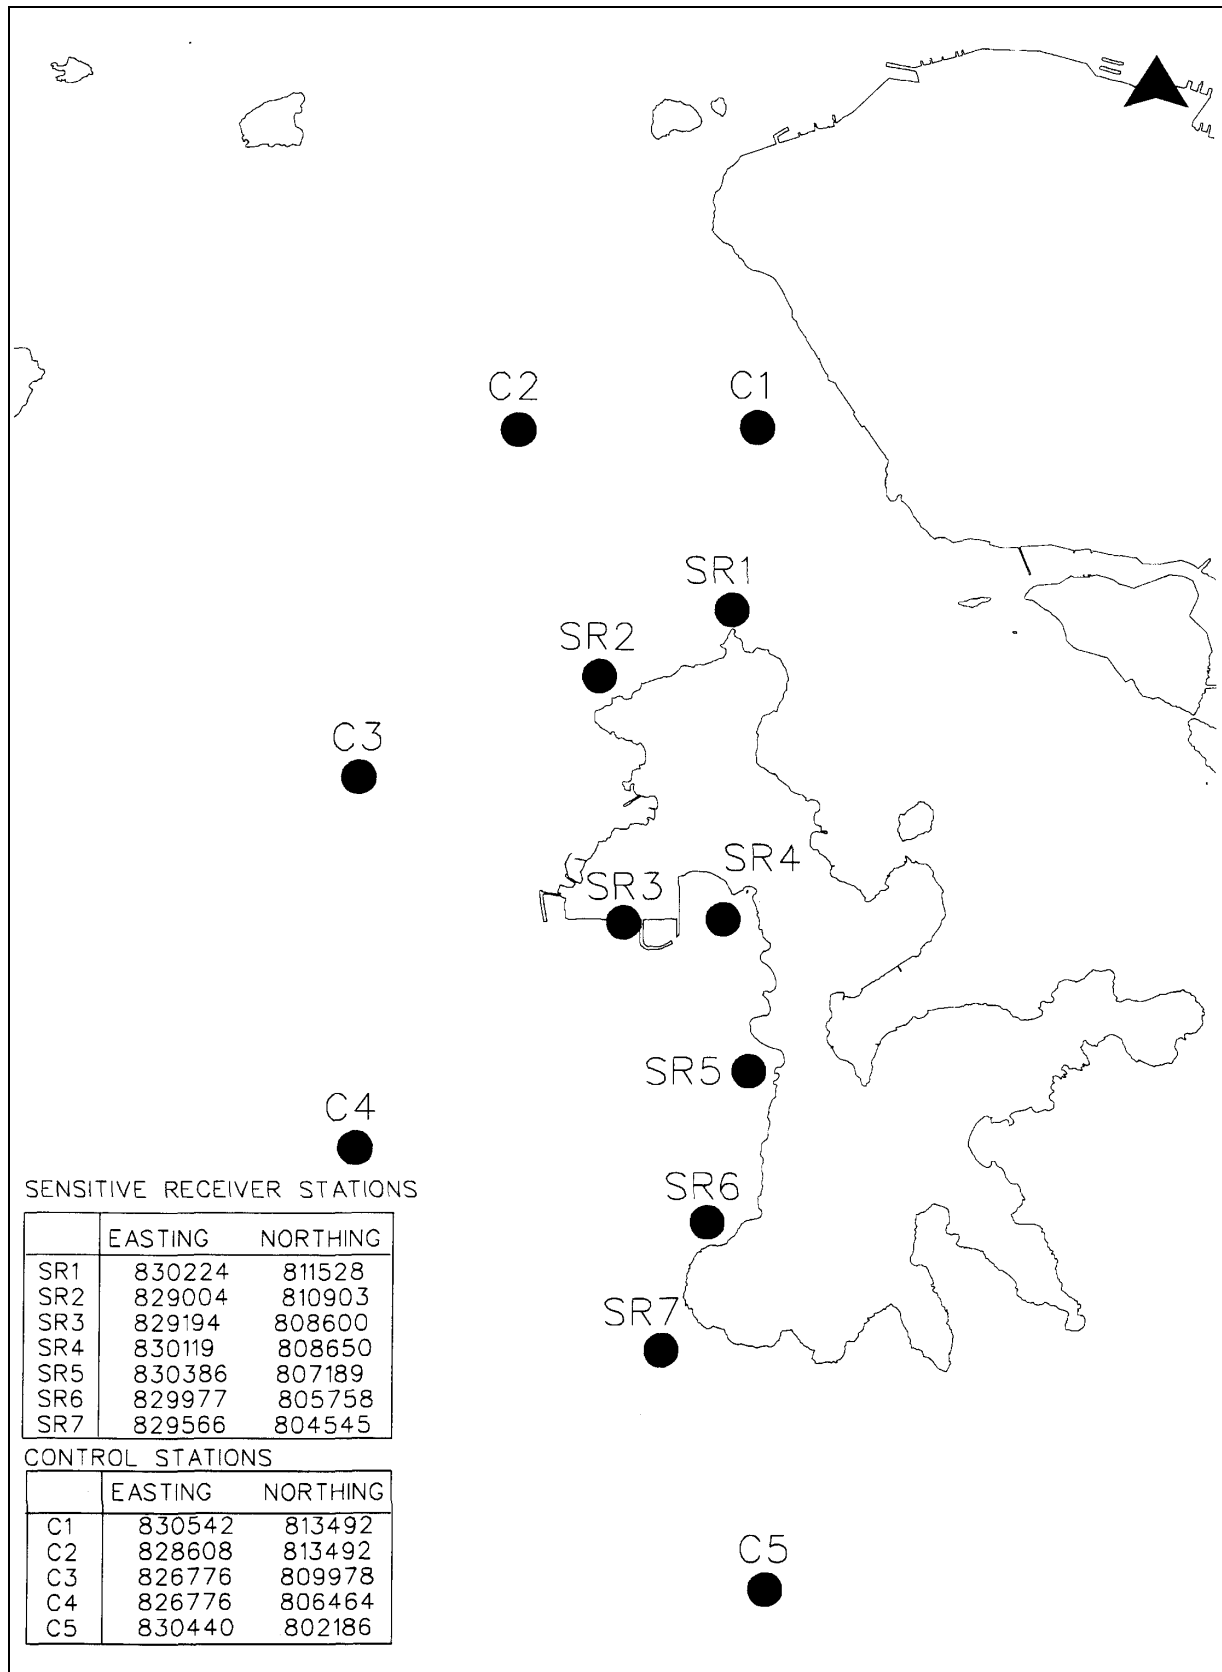 C2 C1
SR1
SR2
C3
SR4
SR3
SR5
C4
SR6
SR7
C5
SENSITIVE RECEIVER STATIONS
EASTING NORTHING
SR1 830224 811528
SR2 829004 810903
SR3 829194 808600
SR4 830119 808650
SR5 830386 807189
SR6 829977 805758
SR7 829566 804545
CONTROL STATIONS
EASTING NORTHING
C1 830542 813492
C2 828608 813492
C3 826776 809978
C4 826776 806464
C5 830440 802186